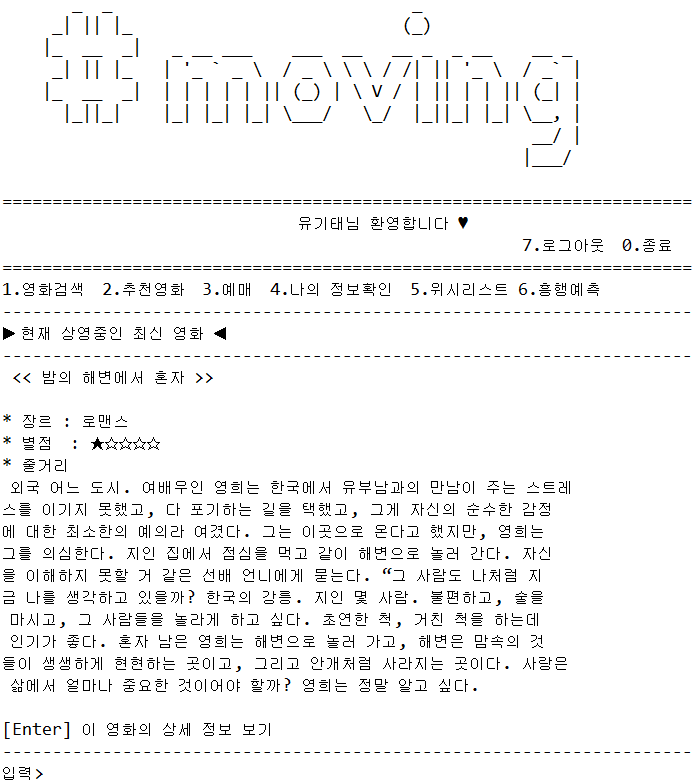 #moving
유기태님 환영합니다 ♥
7.로그아웃 0.종료
1.영화검색 2.추천영화 3.예매 4.나의 정보확인 5.위시리스트 6.흥행예측
▶현재 상영중인 최신 영화 ◀
<< 밤의 해변에서 혼자 >>
* 장르 : 로맨스
* 별점 : ★☆☆☆☆
* 줄거리
외국 어느 도시. 여배우인 영희는 한국에서 유부남과의 만남이 주는 스트레
스를 이기지 못했고, 다 포기하는 길을 택했고, 그게 자신의 순수한 감정
에 대한 최소한의 예의라 여겼다. 그는 이곳으로 온다고 했지만, 영희는
그를 의심한다. 지인 집에서 점심을 먹고 같이 해변으로 놀러 간다. 자신
을 이해하지 못할 거 같은 선배 언니에게 묻는다. “그 사람도 나처럼 지
금 나를 생각하고 있을까? 한국의 강릉. 지인 몇 사람. 불편하고, 술을
마시고, 그 사람들을 놀라게 하고 싶다. 초연한 척, 거친 척을 하는데
인기가 좋다. 혼자 남은 영희는 해변으로 놀러 가고, 해변은 맘속의 것
들이 생생하게 현현하는 곳이고, 그리고 안개처럼 사라지는 곳이다. 사랑은
삶에서 얼마나 중요한 것이어야 할까? 영희는 정말 알고 싶다.
[Enter] 이 영화의 상세 정보 보기
입력>